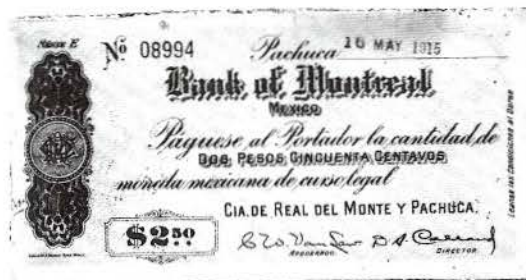 SERIE E
Nº 08994
Pachuca 16 MAY 1915
Bank of Montreal
MEXICO
Páguese al Portador la cantidad de
DOS PESOS CINCUENTA CENTAVOS
moneda mexicana de curso legal
CIA. DE REAL DEL MONTE Y PACHUCA.
$2.50
APODERADO
DIRECTOR